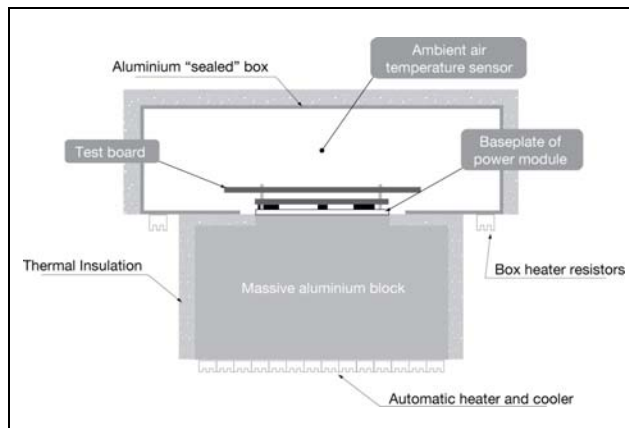 Ambient air
temperature sensor
Aluminium “sealed” box
Test board
Baseplate of
power module
Thermal Insulation
Massive aluminium block
Box heater resistors
Automatic heater and cooler